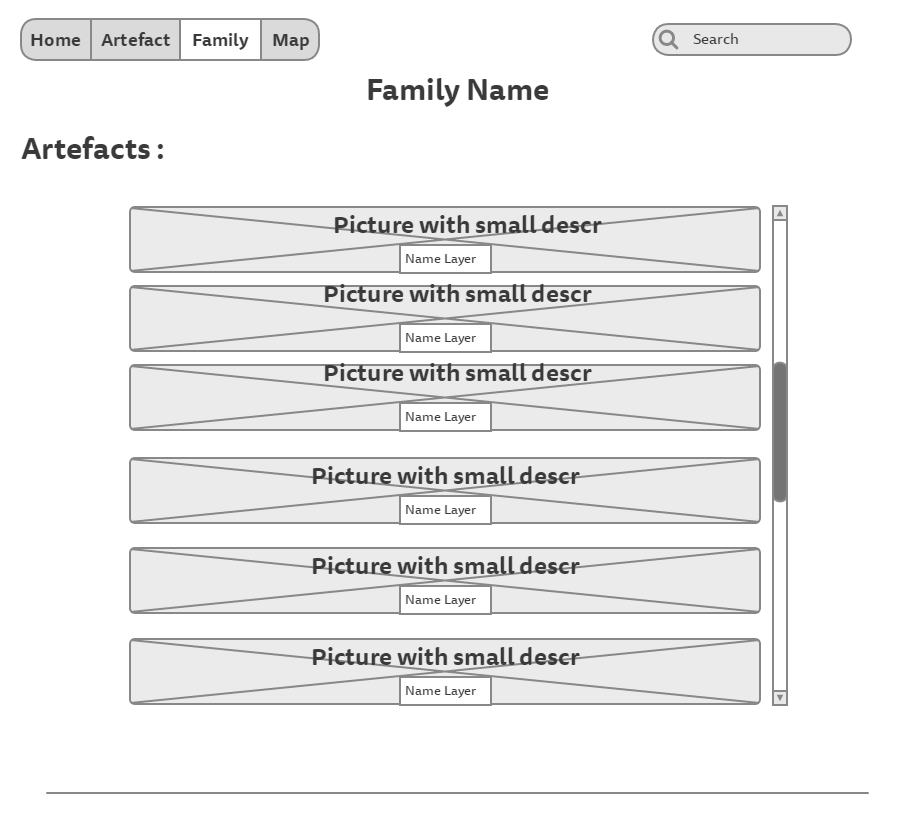 Home Artefact Family Map Search
Family Name
Artefacts :
Picture with small descr
Name Layer
Picture with small descr
Name Layer
Picture with small descr
Name Layer
Picture with small descr
Name Layer
Picture with small descr
Name Layer
Picture with small descr
Name Layer